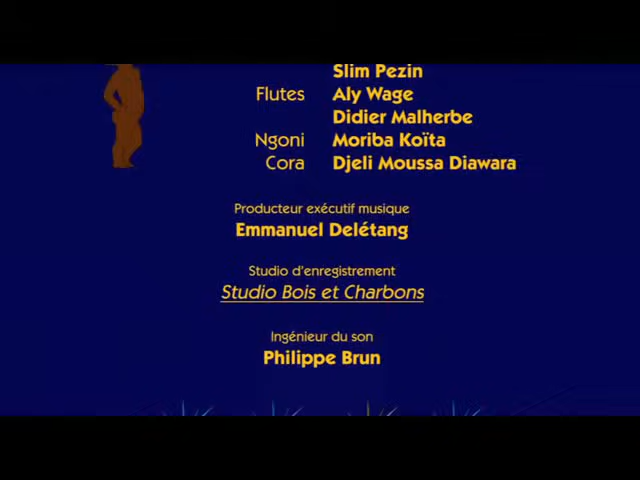 Slim Pezin
Flutes Aly Wage
Didier Malherbe
Ngoni Moriba Koïta
Cora Djeli Moussa Diawara
Producteur exécutif musique
Emmanuel Delétang
Studio d'enregistrement
Studio Bois et Charbons
Ingénieur du son
Philippe Brun